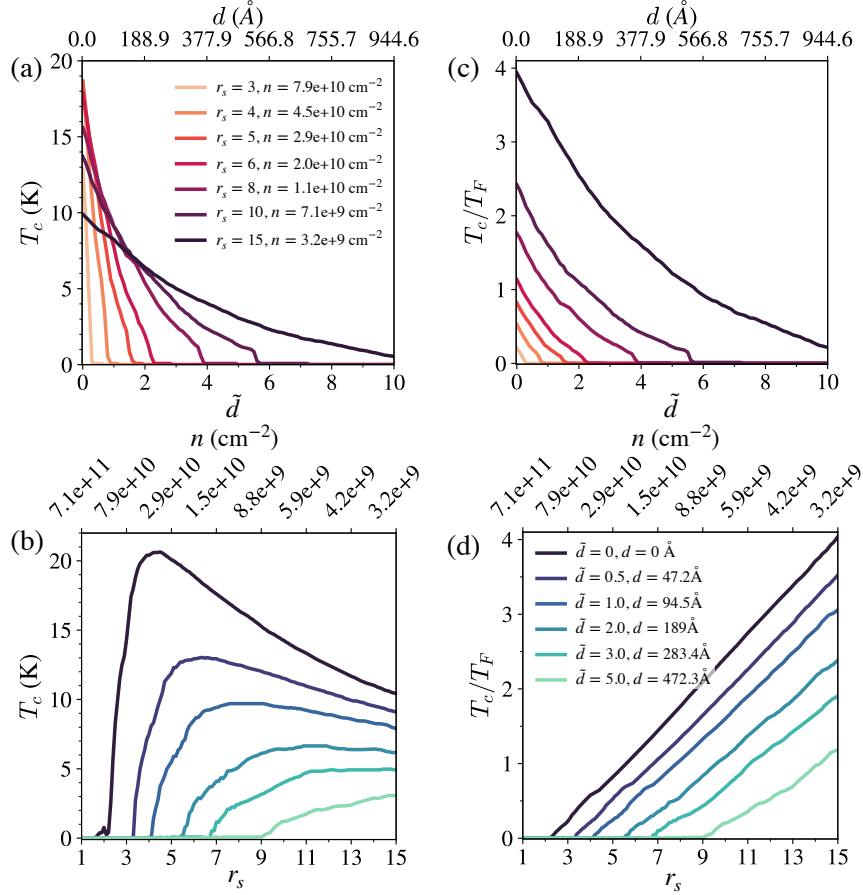 d (Å)
0.0 188.9 377.9 566.8 755.7 944.6
(a)
20
15
10
5
0
T_c (K)
r_s = 3, n = 7.9e+10 cm⁻²
r_s = 4, n = 4.5e+10 cm⁻²
r_s = 5, n = 2.9e+10 cm⁻²
r_s = 6, n = 2.0e+10 cm⁻²
r_s = 8, n = 1.1e+10 cm⁻²
r_s = 10, n = 7.1e+9 cm⁻²
r_s = 15, n = 3.2e+9 cm⁻²
0 2 4 6 8 10
d̃
d (Å)
0.0 188.9 377.9 566.8 755.7 944.6
(c)
4
3
2
1
0
T_c/T_F
0 2 4 6 8 10
d̃
n (cm⁻²)
7.1e+11 7.9e+10 2.9e+10 1.5e+10 8.8e+9 5.9e+9 4.2e+9 3.2e+9
(b)
20
15
10
5
0
T_c (K)
1 3 5 7 9 11 13 15
r_s
n (cm⁻²)
7.1e+11 7.9e+10 2.9e+10 1.5e+10 8.8e+9 5.9e+9 4.2e+9 3.2e+9
(d)
4
3
2
1
0
T_c/T_F
d̃ = 0, d = 0 Å
d̃ = 0.5, d = 47.2Å
d̃ = 1.0, d = 94.5Å
d̃ = 2.0, d = 189Å
d̃ = 3.0, d = 283.4Å
d̃ = 5.0, d = 472.3Å
1 3 5 7 9 11 13 15
r_s